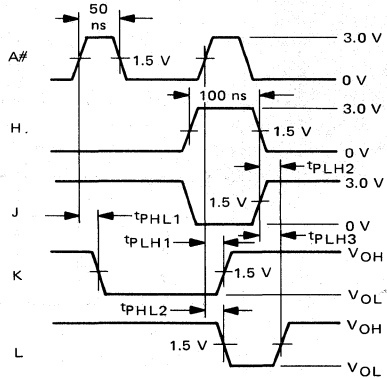 50
ns
A#
1.5 V
3.0 V
0 V
100 ns
H.
3.0 V
1.5 V
0 V
tPLH2
3.0 V
J
1.5 V
0 V
tPHL1
tPLH1
tPLH3
VOH
K
1.5 V
VOL
tPHL2
VOH
L
1.5 V
VOL